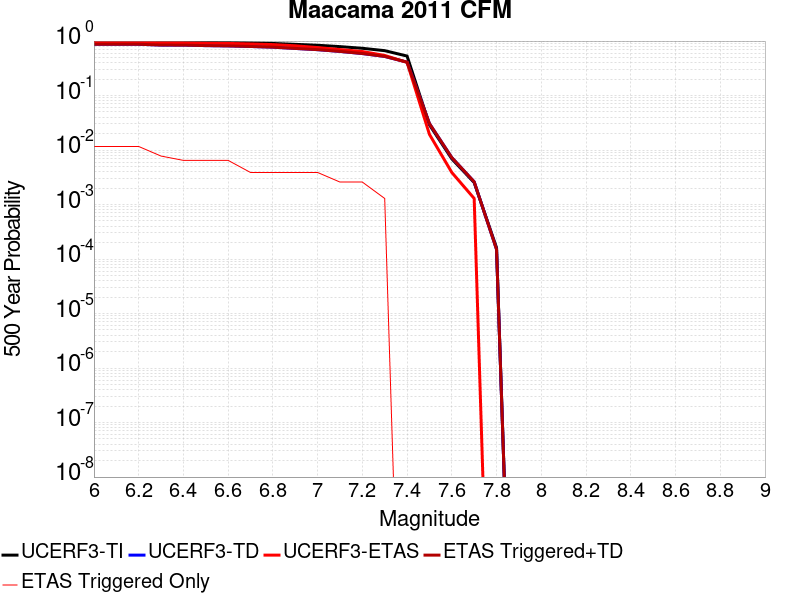 Maacama 2011 CFM
10^0
10^-1
10^-2
10^-3
10^-4
10^-5
10^-6
10^-7
10^-8
500 Year Probability
6 6.2 6.4 6.6 6.8 7 7.2 7.4 7.6 7.8 8 8.2 8.4 8.6 8.8 9
Magnitude
UCERF3-TI UCERF3-TD UCERF3-ETAS ETAS Triggered+TD
ETAS Triggered Only